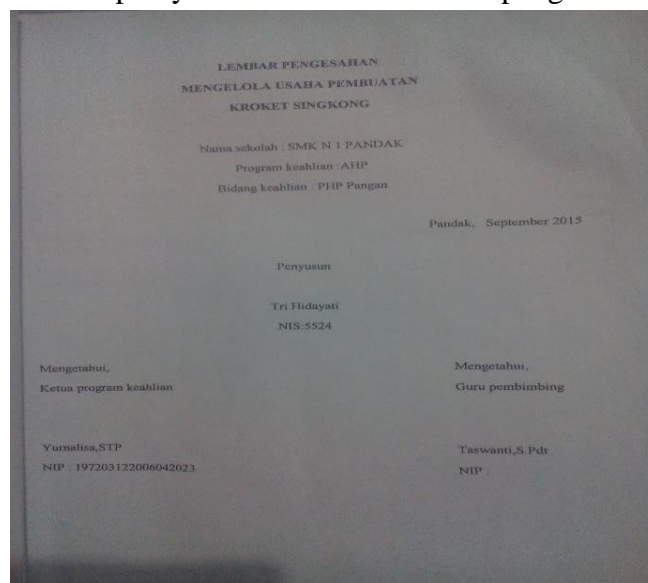 LEMBAR PENGESAHAN
MENGELOLA USAHA PEMBUATAN
KROKET SINGKONG
Nama sekolah : SMK N 1 PANDAK
Program keahlian :AHP
Bidang keahlian : PHP Pangan
Pandak, September 2015
Penyusun
Tri Hidayati
NIS:5524
Mengetahui,
Ketua program keahlian
Mengetahui,
Guru pembimbing
Yurnalisa,STP
NIP : 197203122006042023
Taswanti,S.Pdt
NIP :